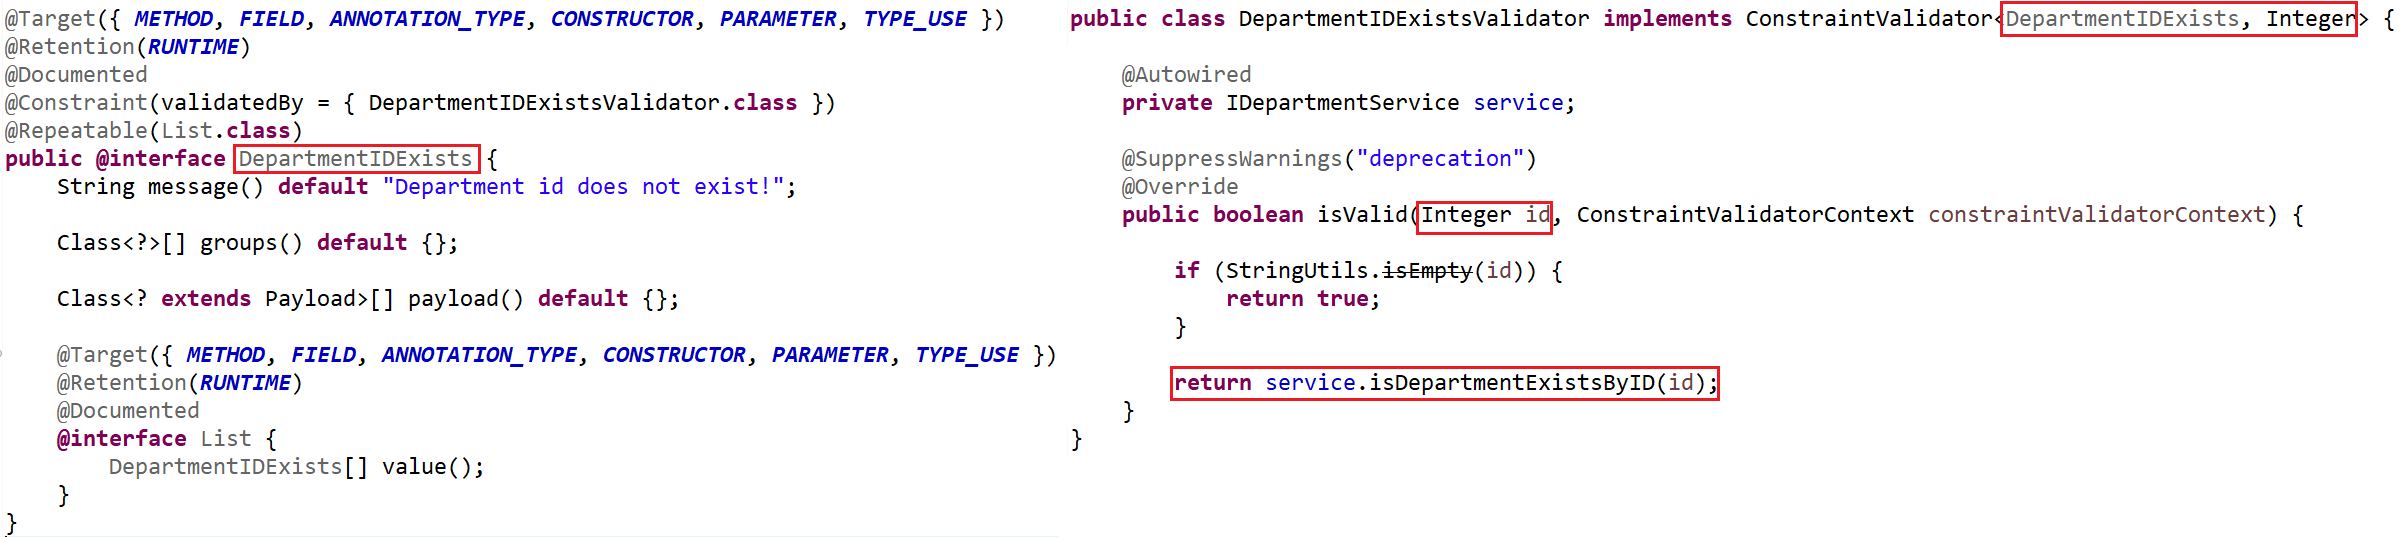 @Target({ METHOD, FIELD, ANNOTATION_TYPE, CONSTRUCTOR, PARAMETER, TYPE_USE })
@Retention(RUNTIME)
@Documented
@Constraint(validatedBy = { DepartmentIDExistsValidator.class })
@Repeatable(List.class)
public @interface DepartmentIDExists {
    String message() default "Department id does not exist!";

    Class<?>[] groups() default {};

    Class<? extends Payload>[] payload() default {};

    @Target({ METHOD, FIELD, ANNOTATION_TYPE, CONSTRUCTOR, PARAMETER, TYPE_USE })
    @Retention(RUNTIME)
    @Documented
    @interface List {
        DepartmentIDExists[] value();
    }
}
public class DepartmentIDExistsValidator implements ConstraintValidator<DepartmentIDExists, Integer> {

    @Autowired
    private IDepartmentService service;

    @SuppressWarnings("deprecation")
    @Override
    public boolean isValid(Integer id, ConstraintValidatorContext constraintValidatorContext) {

        if (StringUtils.isEmpty(id)) {
            return true;
        }

        return service.isDepartmentExistsByID(id);
    }
}